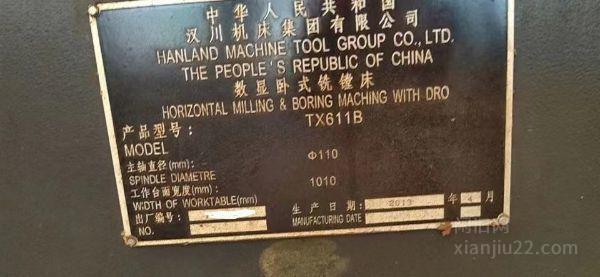 中华人民共和国
汉川机床集团有限公司
HANLAND MACHINE TOOL GROUP CO.,LTD.
THE PEOPLE'S REPUBLIC OF CHINA
数显卧式铣镗床
HORIZONTAL MILLING & BORING MACHING WITH DRO
产品型号: TX611B
MODEL
主轴直径(mm): Φ110
SPINDLE DIAMETRE
工作台面宽度(mm): 1010
WIDTH OF WORKTABLE(mm)
出厂编号: 生产日期: 2013 年 4 月
NO. MANUFACTURING DATE
xianjiu22.com